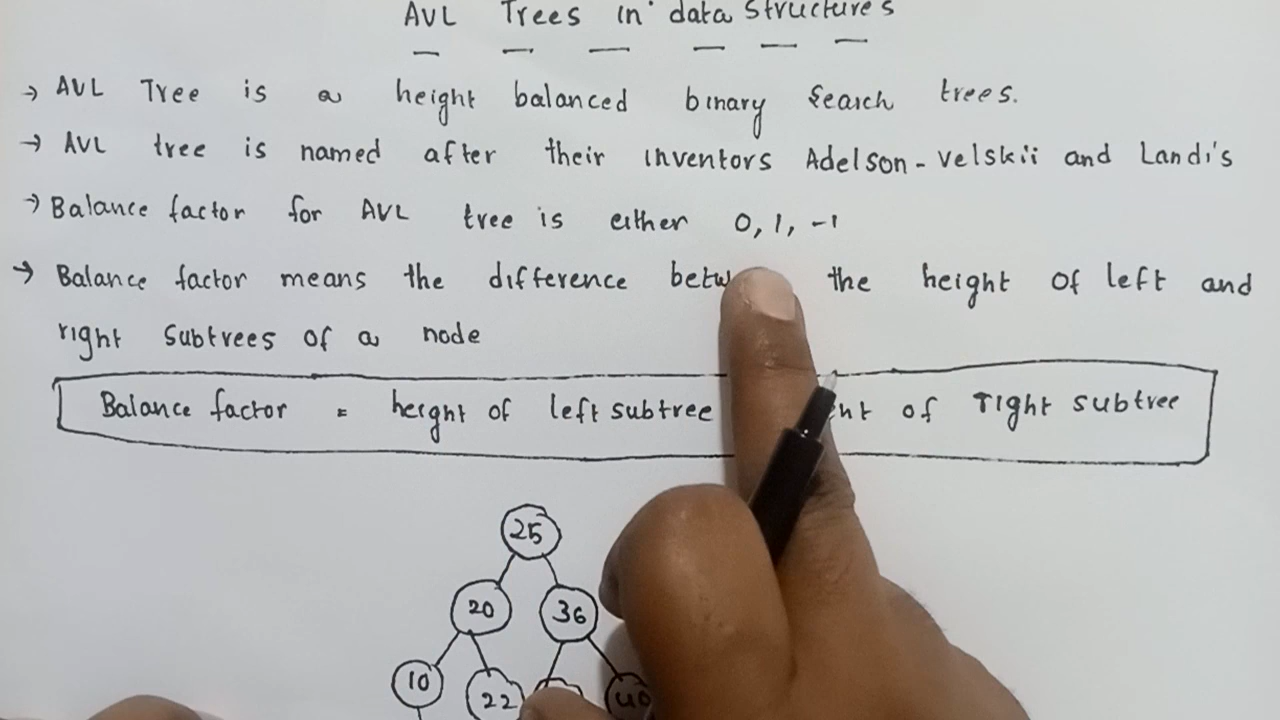 AVL Trees in data Structures
→ AVL Tree is a height balanced binary Search trees.
→ AVL tree is named after their inventors Adelson-velskii and Landi's
→ Balance factor for AVL tree is either 0, 1, -1
→ Balance factor means the difference betw the height of left and
right Subtrees of a node
Balance factor = height of left subtree of right subtree
25
20 36
10 22 40